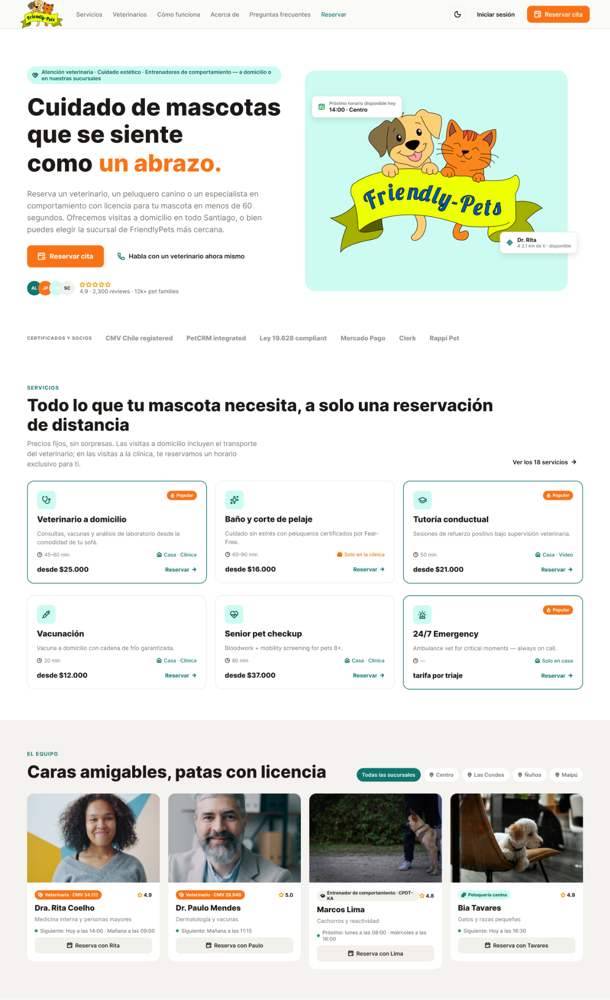 Friendly-Pets
Servicios
Veterinarios
Cómo funciona
Acerca de
Preguntas frecuentes
Reservar
Iniciar sesión
Reservar cita
Atención veterinaria · Cuidado estético · Entrenadores de comportamiento — a domicilio o
en nuestras sucursales
Cuidado de mascotas
que se siente
como un abrazo.
Reserva un veterinario, un peluquero canino o un especialista en
comportamiento con licencia para tu mascota en menos de 60
segundos. Ofrecemos visitas a domicilio en todo Santiago, o bien
puedes elegir la sucursal de FriendlyPets más cercana.
Reservar cita
Habla con un veterinario ahora mismo
AL
JP
MR
SC
4.9 · 2,300 reviews · 12k+ pet families
Próximo horario disponible hoy
14:00 · Centro
Friendly-Pets
Dr. Rita
A 2,1 km de ti · disponible
CERTIFICADOS Y SOCIOS
CMV Chile registered
PetCRM integrated
Ley 19.628 compliant
Mercado Pago
Clerk
Rappi Pet
SERVICIOS
Todo lo que tu mascota necesita, a solo una reservación
de distancia
Precios fijos, sin sorpresas. Las visitas a domicilio incluyen el transporte
del veterinario; en las visitas a la clínica, te reservamos un horario
exclusivo para ti.
Ver los 18 servicios
Popular
Veterinario a domicilio
Consultas, vacunas y análisis de laboratorio desde la
comodidad de tu sofá.
45–60 min
Casa · Clínica
desde $25.000
Reservar
Baño y corte de pelaje
Cuidado sin estrés con peluqueros certificados por Fear-
Free.
60–90 min
Solo en la clínica
desde $16.000
Reservar
Popular
Tutoría conductual
Sesiones de refuerzo positivo bajo supervisión veterinaria.
50 min
Casa · Video
desde $21.000
Reservar
Vacunación
Vacuna a domicilio con cadena de frío garantizada.
20 min
Casa · Clínica
desde $12.000
Reservar
Senior pet checkup
Bloodwork + mobility screening for pets 8+.
80 min
Casa · Clínica
desde $37.000
Reservar
Popular
24/7 Emergency
Ambulance vet for critical moments — always on call.
—
Solo en casa
tarifa por triaje
Reservar
EL EQUIPO
Caras amigables, patas con licencia
Todas las sucursales
Centro
Las Condes
Ñuñoa
Maipú
Veterinaria · CMV 34.112
4.9
Dra. Rita Coelho
Medicina interna y personas mayores
Siguiente: Hoy a las 14:00 · Mañana a las 09:00
Reserva con Rita
Veterinario · CMV 28.940
5.0
Dr. Paulo Mendes
Dermatología y vacunas
Siguiente: Mañana a las 11:15
Reserva con Paulo
Entrenador de comportamiento · CPDT-
KA
4.8
Marcos Lima
Cachorros y reactividad
Próximo: lunes a las 08:00 · miércoles a las
16:00
Reserva con Lima
Peluquería canina
4.9
Bia Tavares
Gatos y razas pequeñas
Siguiente: Hoy a las 16:30
Reserva con Tavares